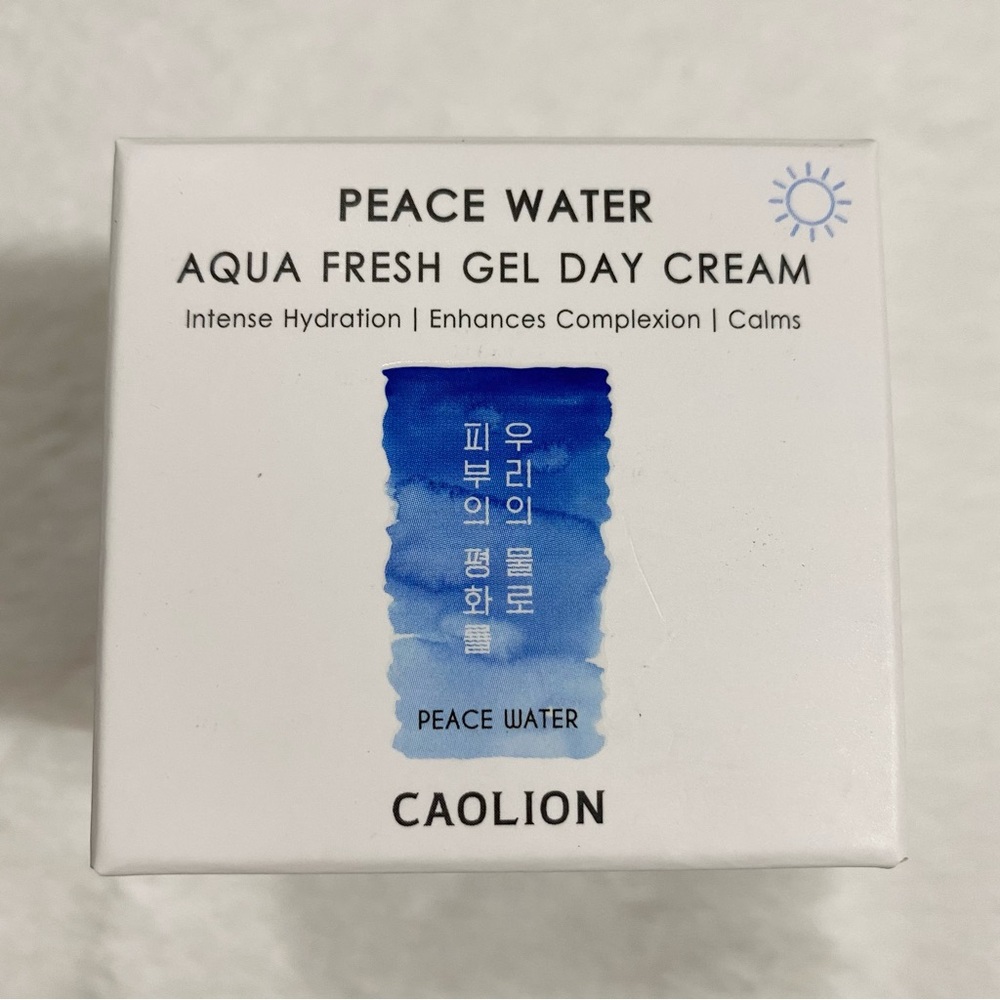 PEACE WATER
AQUA FRESH GEL DAY CREAM
Intense Hydration | Enhances Complexion | Calms
우리의 물로
피부의 평화를
PEACE WATER
CAOLION